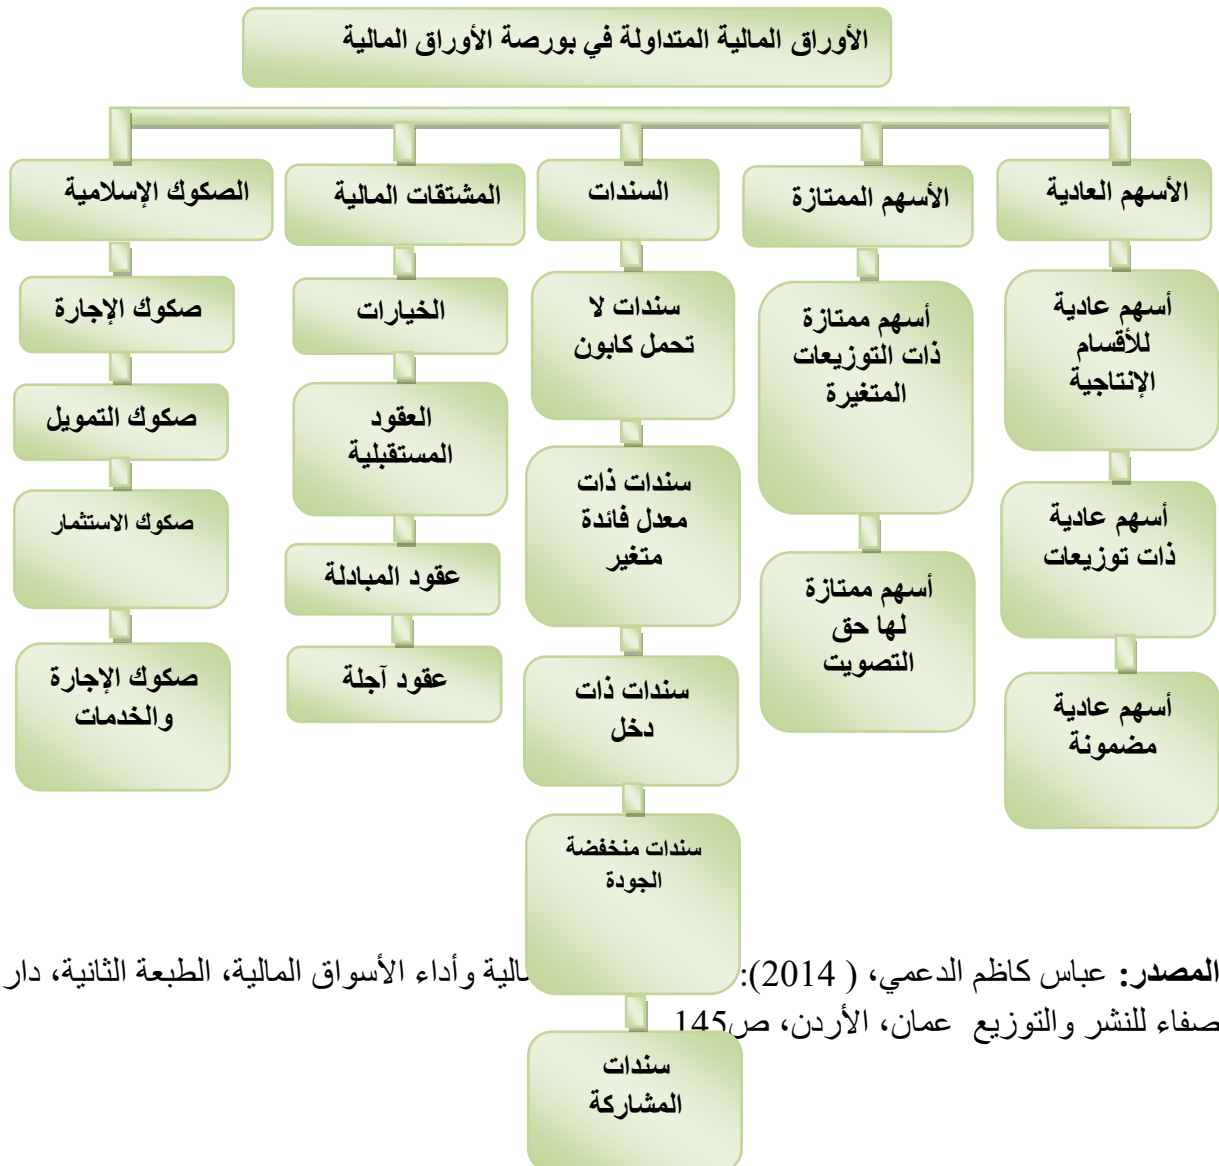 الأوراق المالية المتداولة في بورصة الأوراق المالية
الأسهم العادية
أسهم عادية
للأقسام
الإنتاجية
أسهم عادية
ذات توزيعات
أسهم عادية
مضمونة
الأسهم الممتازة
أسهم ممتازة
ذات التوزيعات
المتغيرة
أسهم ممتازة
لها حق
التصويت
السندات
سندات لا
تحمل كابون
سندات ذات
معدل فائدة
متغير
سندات ذات
دخل
سندات منخفضة
الجودة
سندات
المشاركة
المشتقات المالية
الخيارات
العقود
المستقبلية
عقود المبادلة
عقود آجلة
الصكوك الإسلامية
صكوك الإجارة
صكوك التمويل
صكوك الاستثمار
صكوك الإجارة
والخدمات
المصدر: عباس كاظم الدعمي، ( 2014): وأداء الأسواق المالية، الطبعة الثانية، دار
صفاء للنشر والتوزيع عمان، الأردن، ص145